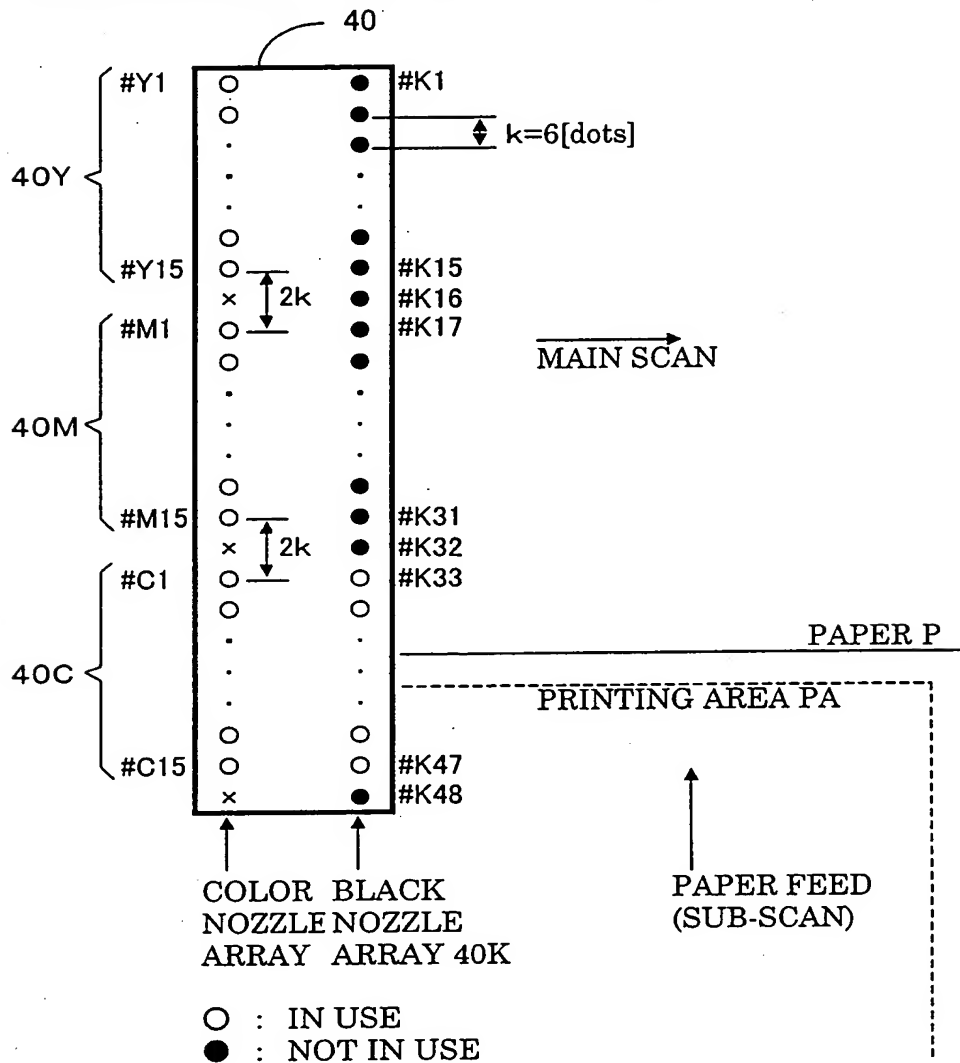 40
#Y1 #K1
k=6[dots]
40Y
#Y15 #K15
× 2k #K16
#M1 #K17
MAIN SCAN
40M
#M15 #K31
× 2k #K32
#C1 #K33
PAPER P
40C
PRINTING AREA PA
#C15 #K47
× #K48
COLOR BLACK PAPER FEED
NOZZLE NOZZLE (SUB-SCAN)
ARRAY ARRAY 40K
○ : IN USE
● : NOT IN USE